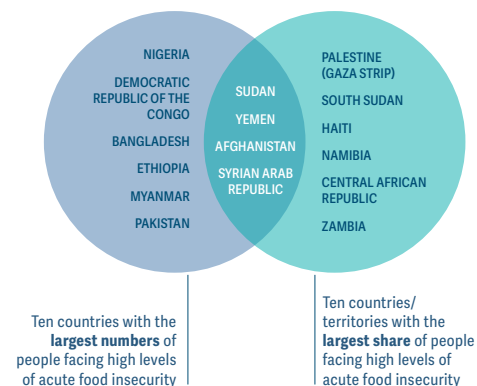 NIGERIA
DEMOCRATIC
REPUBLIC OF THE
CONGO
BANGLADESH
ETHIOPIA
MYANMAR
PAKISTAN
SUDAN
YEMEN
AFGHANISTAN
SYRIAN ARAB
REPUBLIC
PALESTINE
(GAZA STRIP)
SOUTH SUDAN
HAITI
NAMIBIA
CENTRAL AFRICAN
REPUBLIC
ZAMBIA
Ten countries with the
largest numbers of
people facing high levels
of acute food insecurity
Ten countries/
territories with the
largest share of people
facing high levels of
acute food insecurity